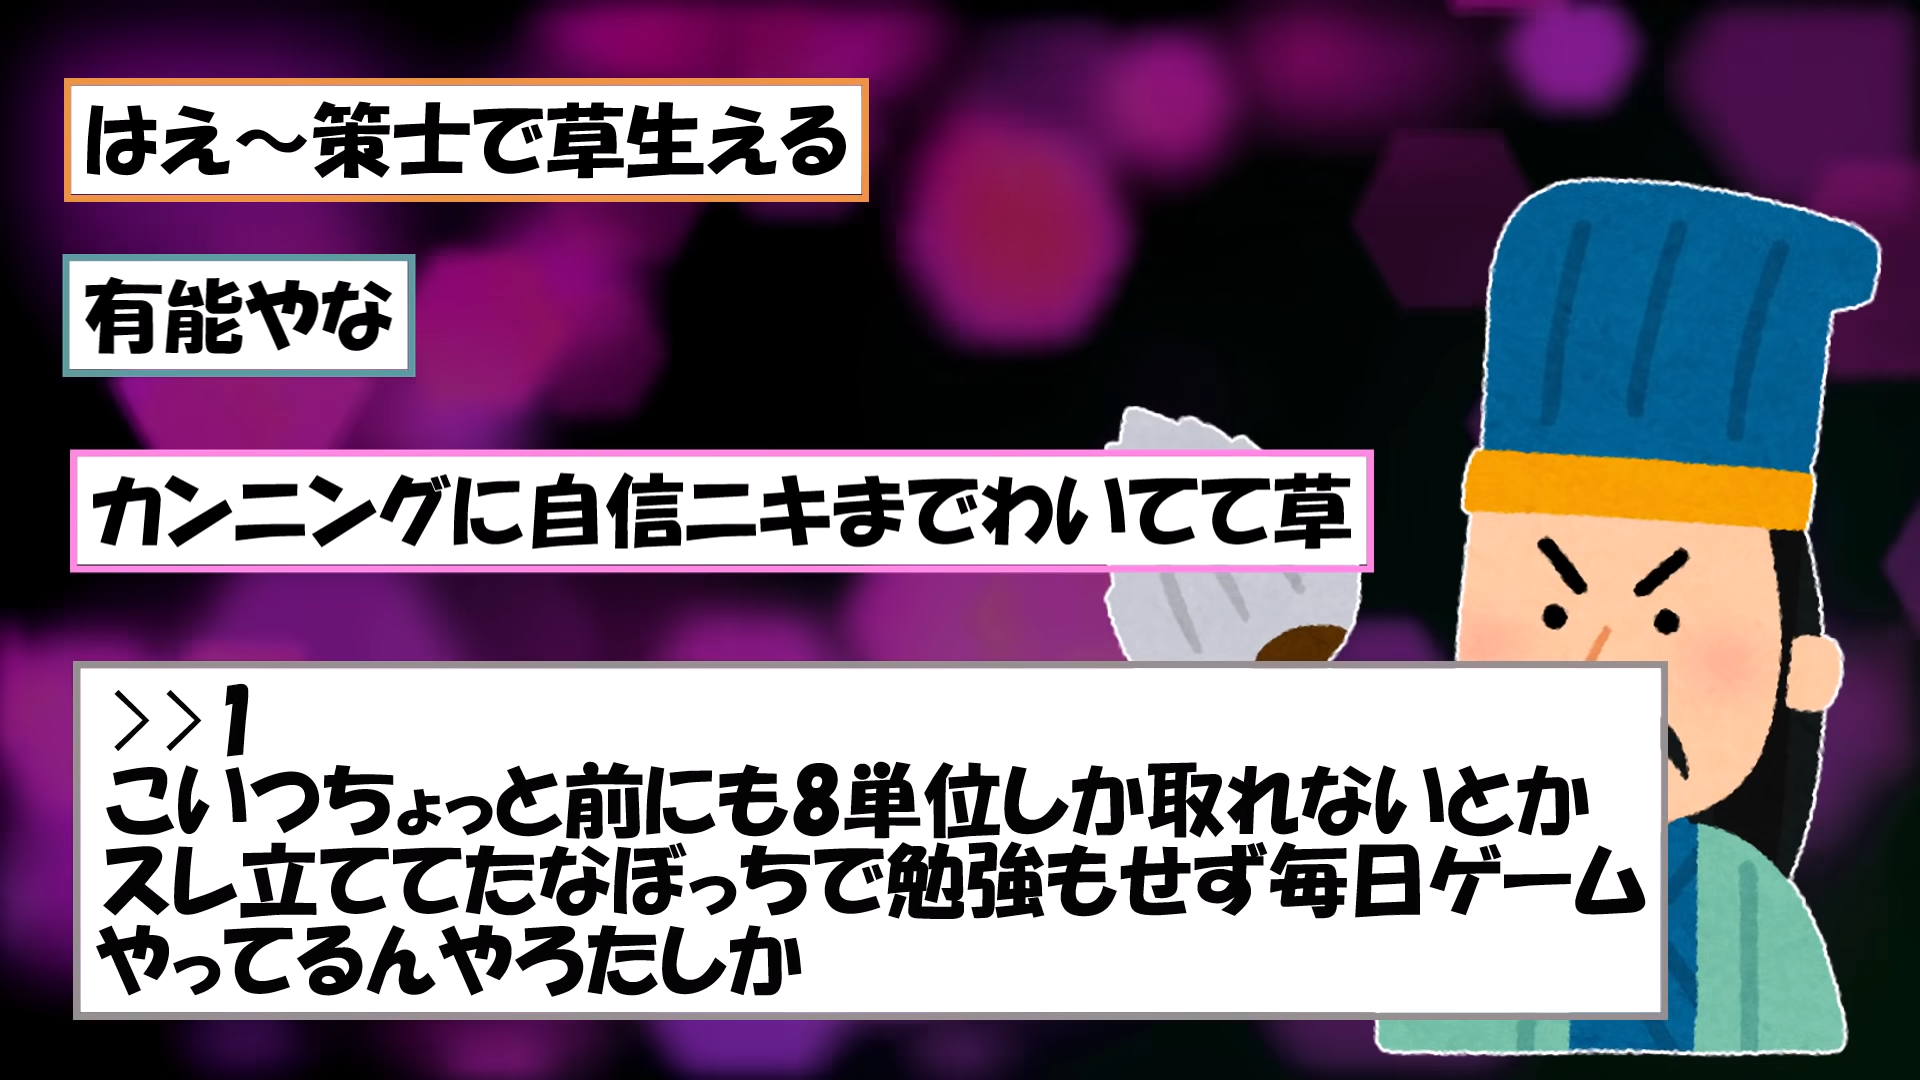 はえ～策士で草生える
有能やな
カンニングに自信ニキまでわいてて草
>>1
こいつちょっと前にも8単位しか取れないとか
スレ立ててたなぼっちで勉強もせず毎日ゲーム
やってるんやろたしか